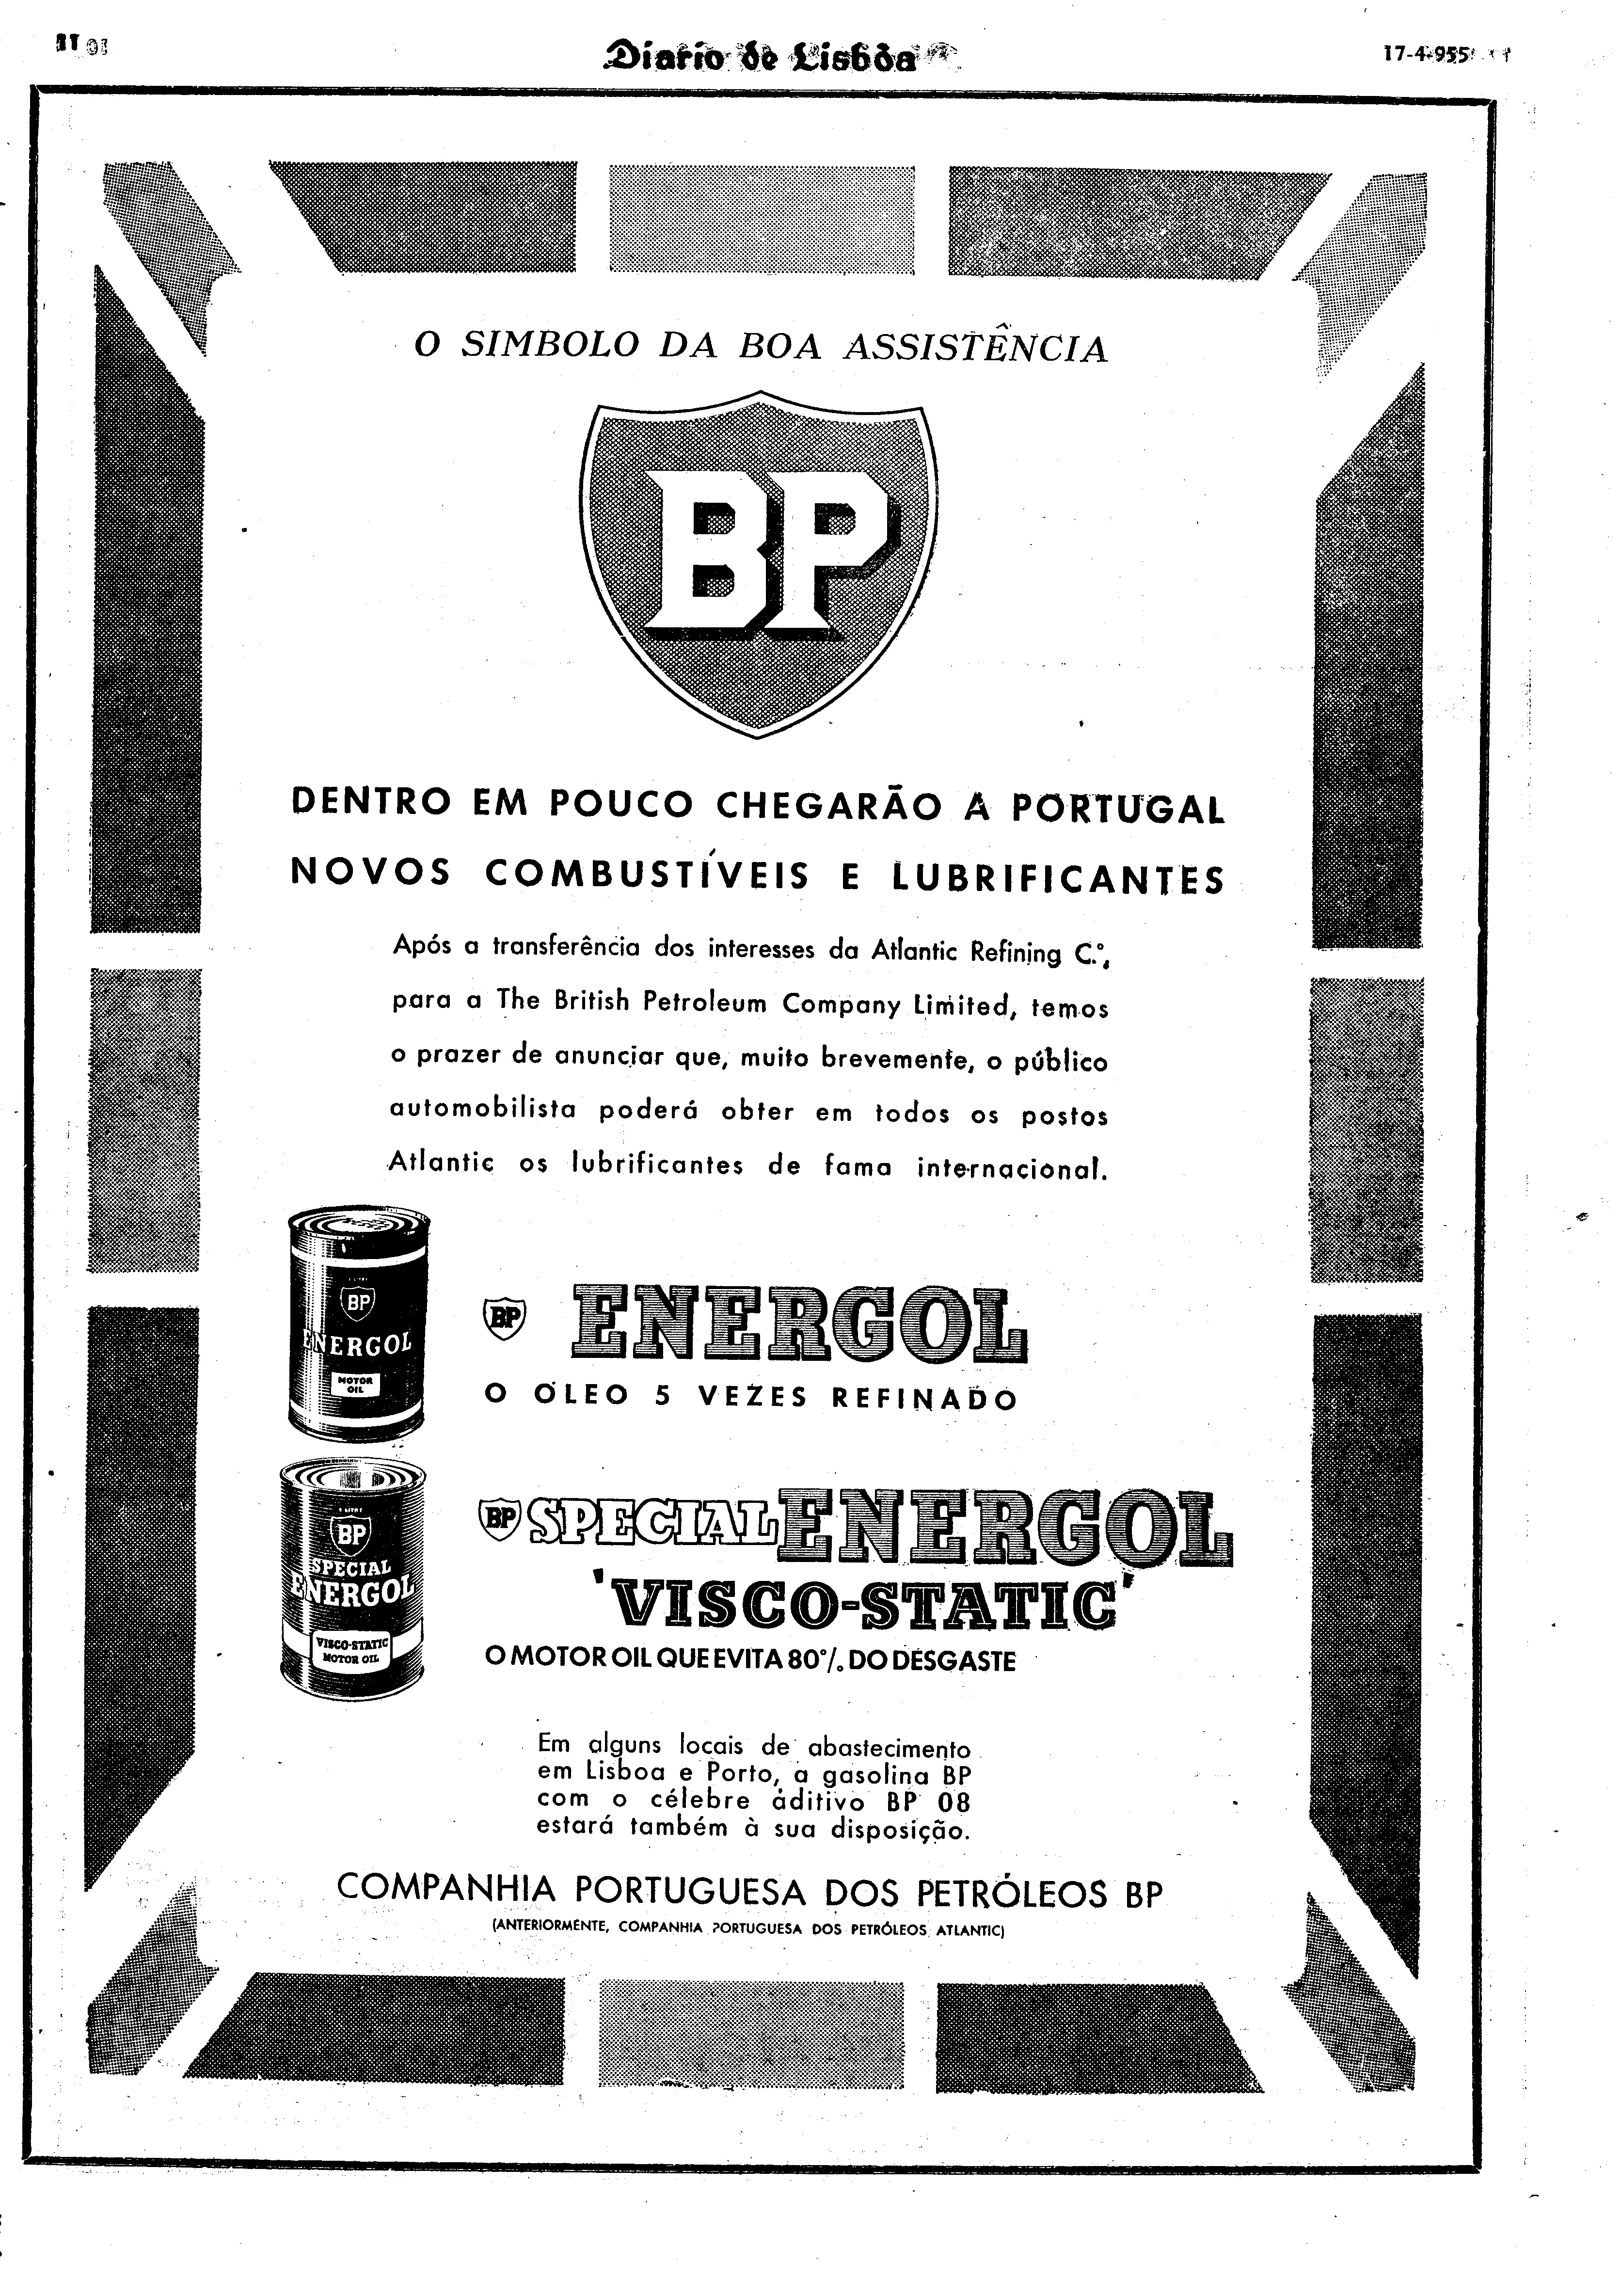 11
Diario de Lisbôa
17-4-955
O SIMBOLO DA BOA ASSISTÊNCIA
BP
DENTRO EM POUCO CHEGARÃO A PORTUGAL
NOVOS COMBUSTÍVEIS E LUBRIFICANTES
Após a transferência dos interesses da Atlantic Refining C.º,
para a The British Petroleum Company Limited, temos
o prazer de anunciar que, muito brevemente, o público
automobilista poderá obter em todos os postos
Atlantic os lubrificantes de fama internacional.
BP
ENERGOL
MOTOR
OIL
BP ENERGOL
O ÓLEO 5 VEZES REFINADO
BP
SPECIAL
ENERGOL
VISCO-STATIC
MOTOR OIL
BP SPECIAL ENERGOL
'VISCO-STATIC'
O MOTOR OIL QUE EVITA 80% DO DESGASTE
Em alguns locais de abastecimento
em Lisboa e Porto, a gasolina BP
com o célebre aditivo BP 08
estará também à sua disposição.
COMPANHIA PORTUGUESA DOS PETRÓLEOS BP
(ANTERIORMENTE, COMPANHIA PORTUGUESA DOS PETRÓLEOS ATLANTIC)